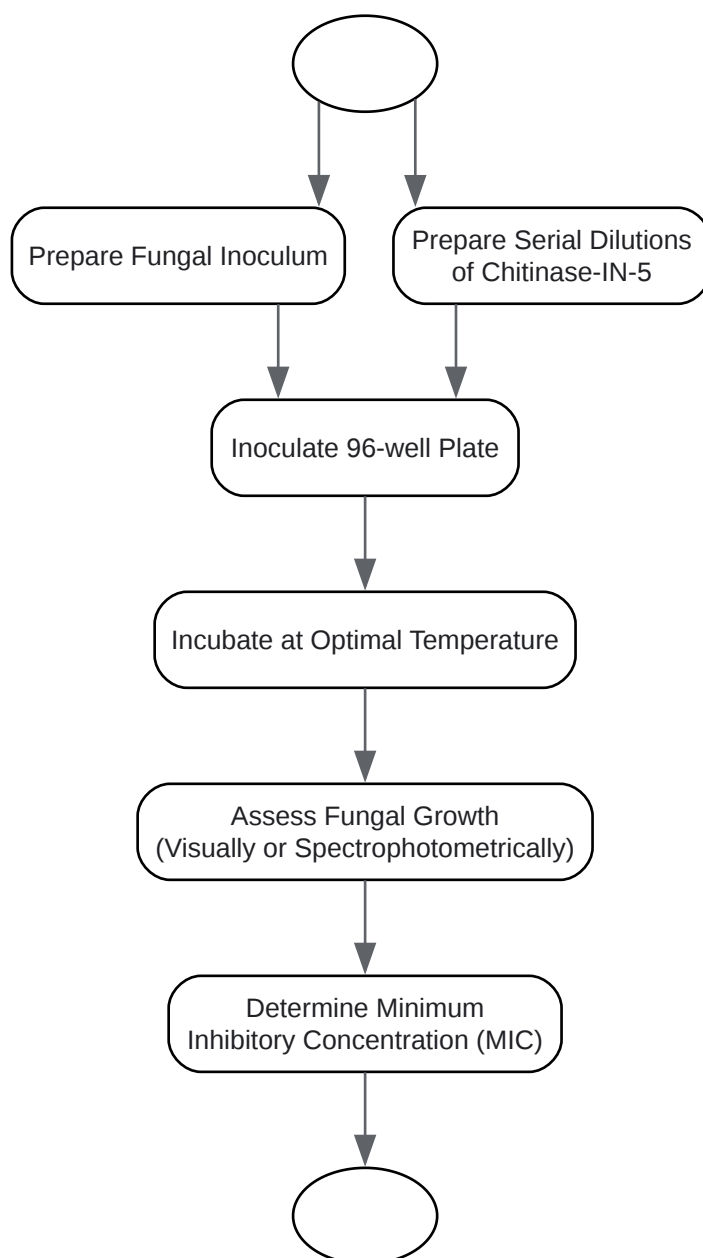 Prepare Fungal Inoculum
Prepare Serial Dilutions
of Chitinase-IN-5
Inoculate 96-well Plate
Incubate at Optimal Temperature
Assess Fungal Growth
(Visually or Spectrophotometrically)
Determine Minimum
Inhibitory Concentration (MIC)